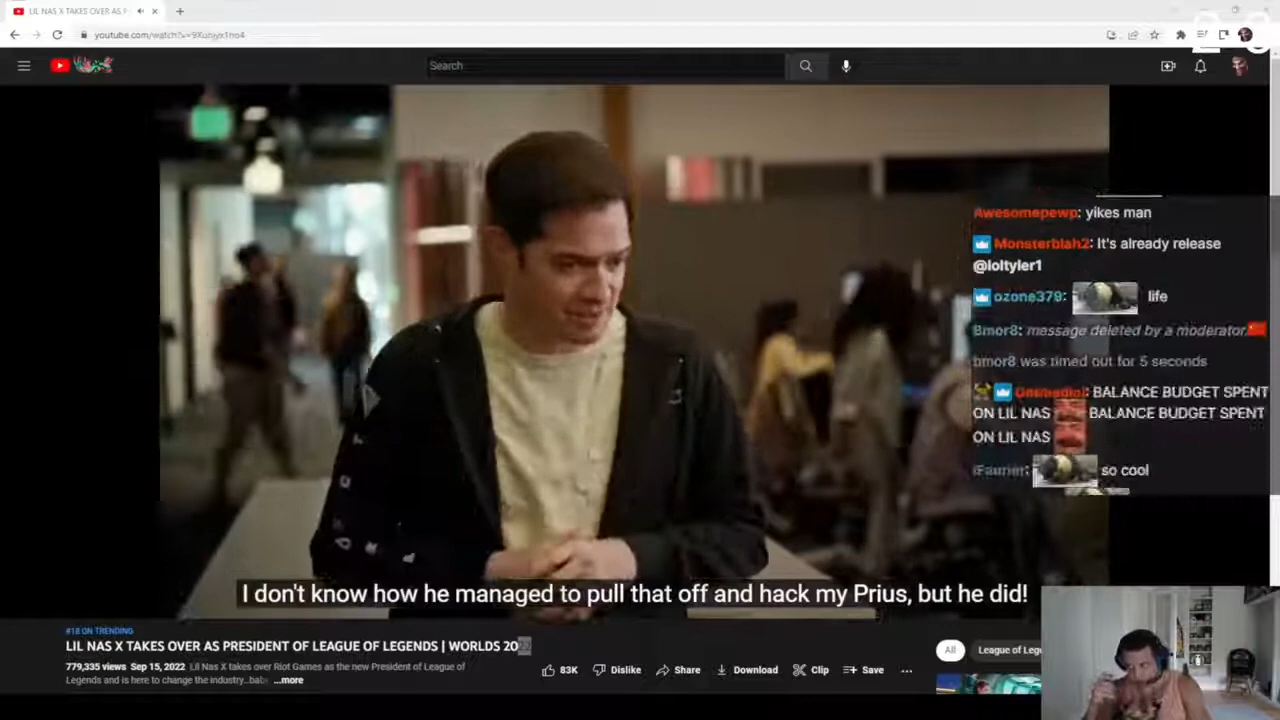 LIL NAS X TAKES OVER AS P
youtube.com/watch?v=
Search
Awesomepewp: yikes man
Monsterblah2: It's already release
@loltyler1
ozone379: life
Bmor8: message deleted by a moderator.
bmor8 was timed out for 5 seconds
BALANCE BUDGET SPENT
ON LIL NAS BALANCE BUDGET SPENT
ON LIL NAS
so cool
I don't know how he managed to pull that off and hack my Prius, but he did!
#18 ON TRENDING
LIL NAS X TAKES OVER AS PRESIDENT OF LEAGUE OF LEGENDS | WORLDS 20
779,335 views Sep 15, 2022 Lil Nas X takes over Riot Games as the new President of League of
Legends and is here to change the industry..
...more
83K
Dislike
Share
Download
Clip
Save
All
League of Leg